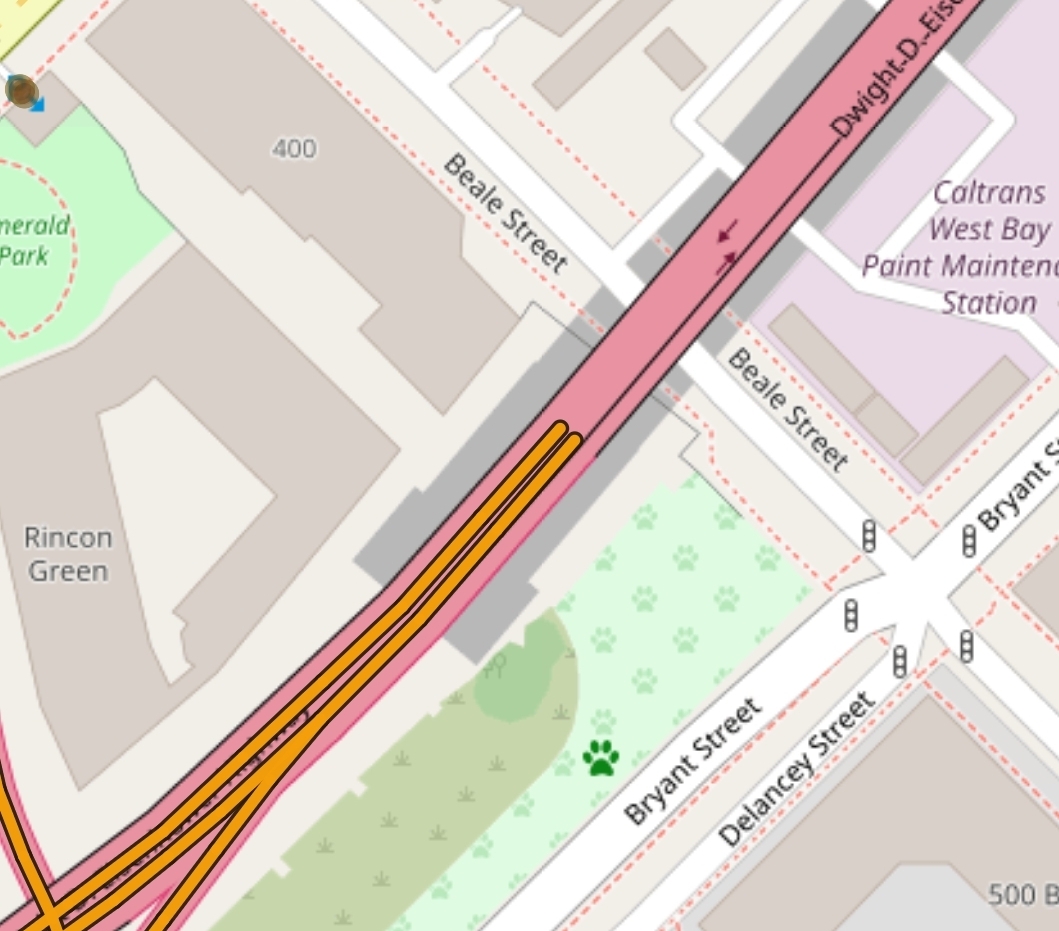 Dwight-D.-Eise
400
Beale Street
Caltrans
West Bay
Paint Maintena
Station
merald
Park
Beale Street
Bryant St
Rincon
Green
Bryant Street
Delancey Street
500 B